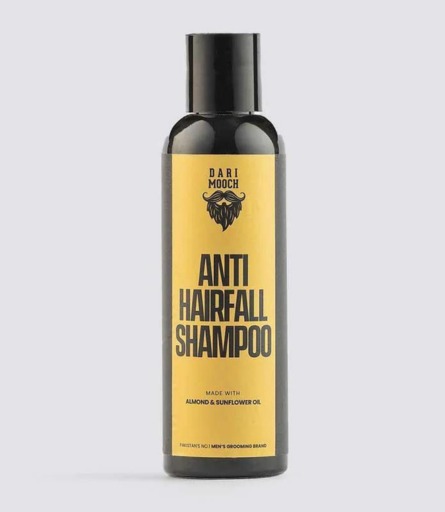 DARI
MOOCH
ANTI
HAIRFALL
SHAMPOO
MADE WITH
ALMOND & SUNFLOWER OIL
PAKISTAN'S NO.1 MEN'S GROOMING BRAND